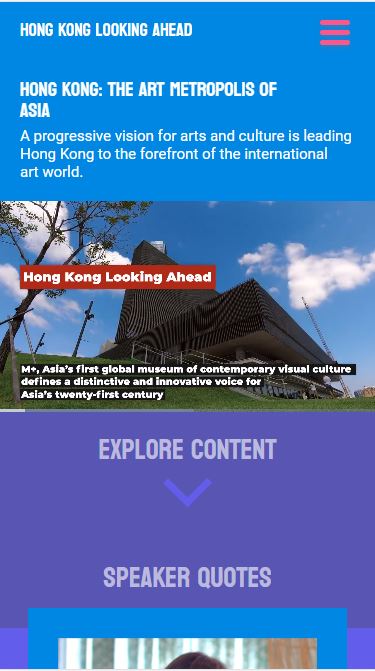 HONG KONG LOOKING AHEAD
HONG KONG: THE ART METROPOLIS OF
ASIA
A progressive vision for arts and culture is leading
Hong Kong to the forefront of the international
art world.
Hong Kong Looking Ahead
M+, Asia's first global museum of contemporary visual culture
defines a distinctive and innovative voice for
Asia's twenty-first century
EXPLORE CONTENT
SPEAKER QUOTES